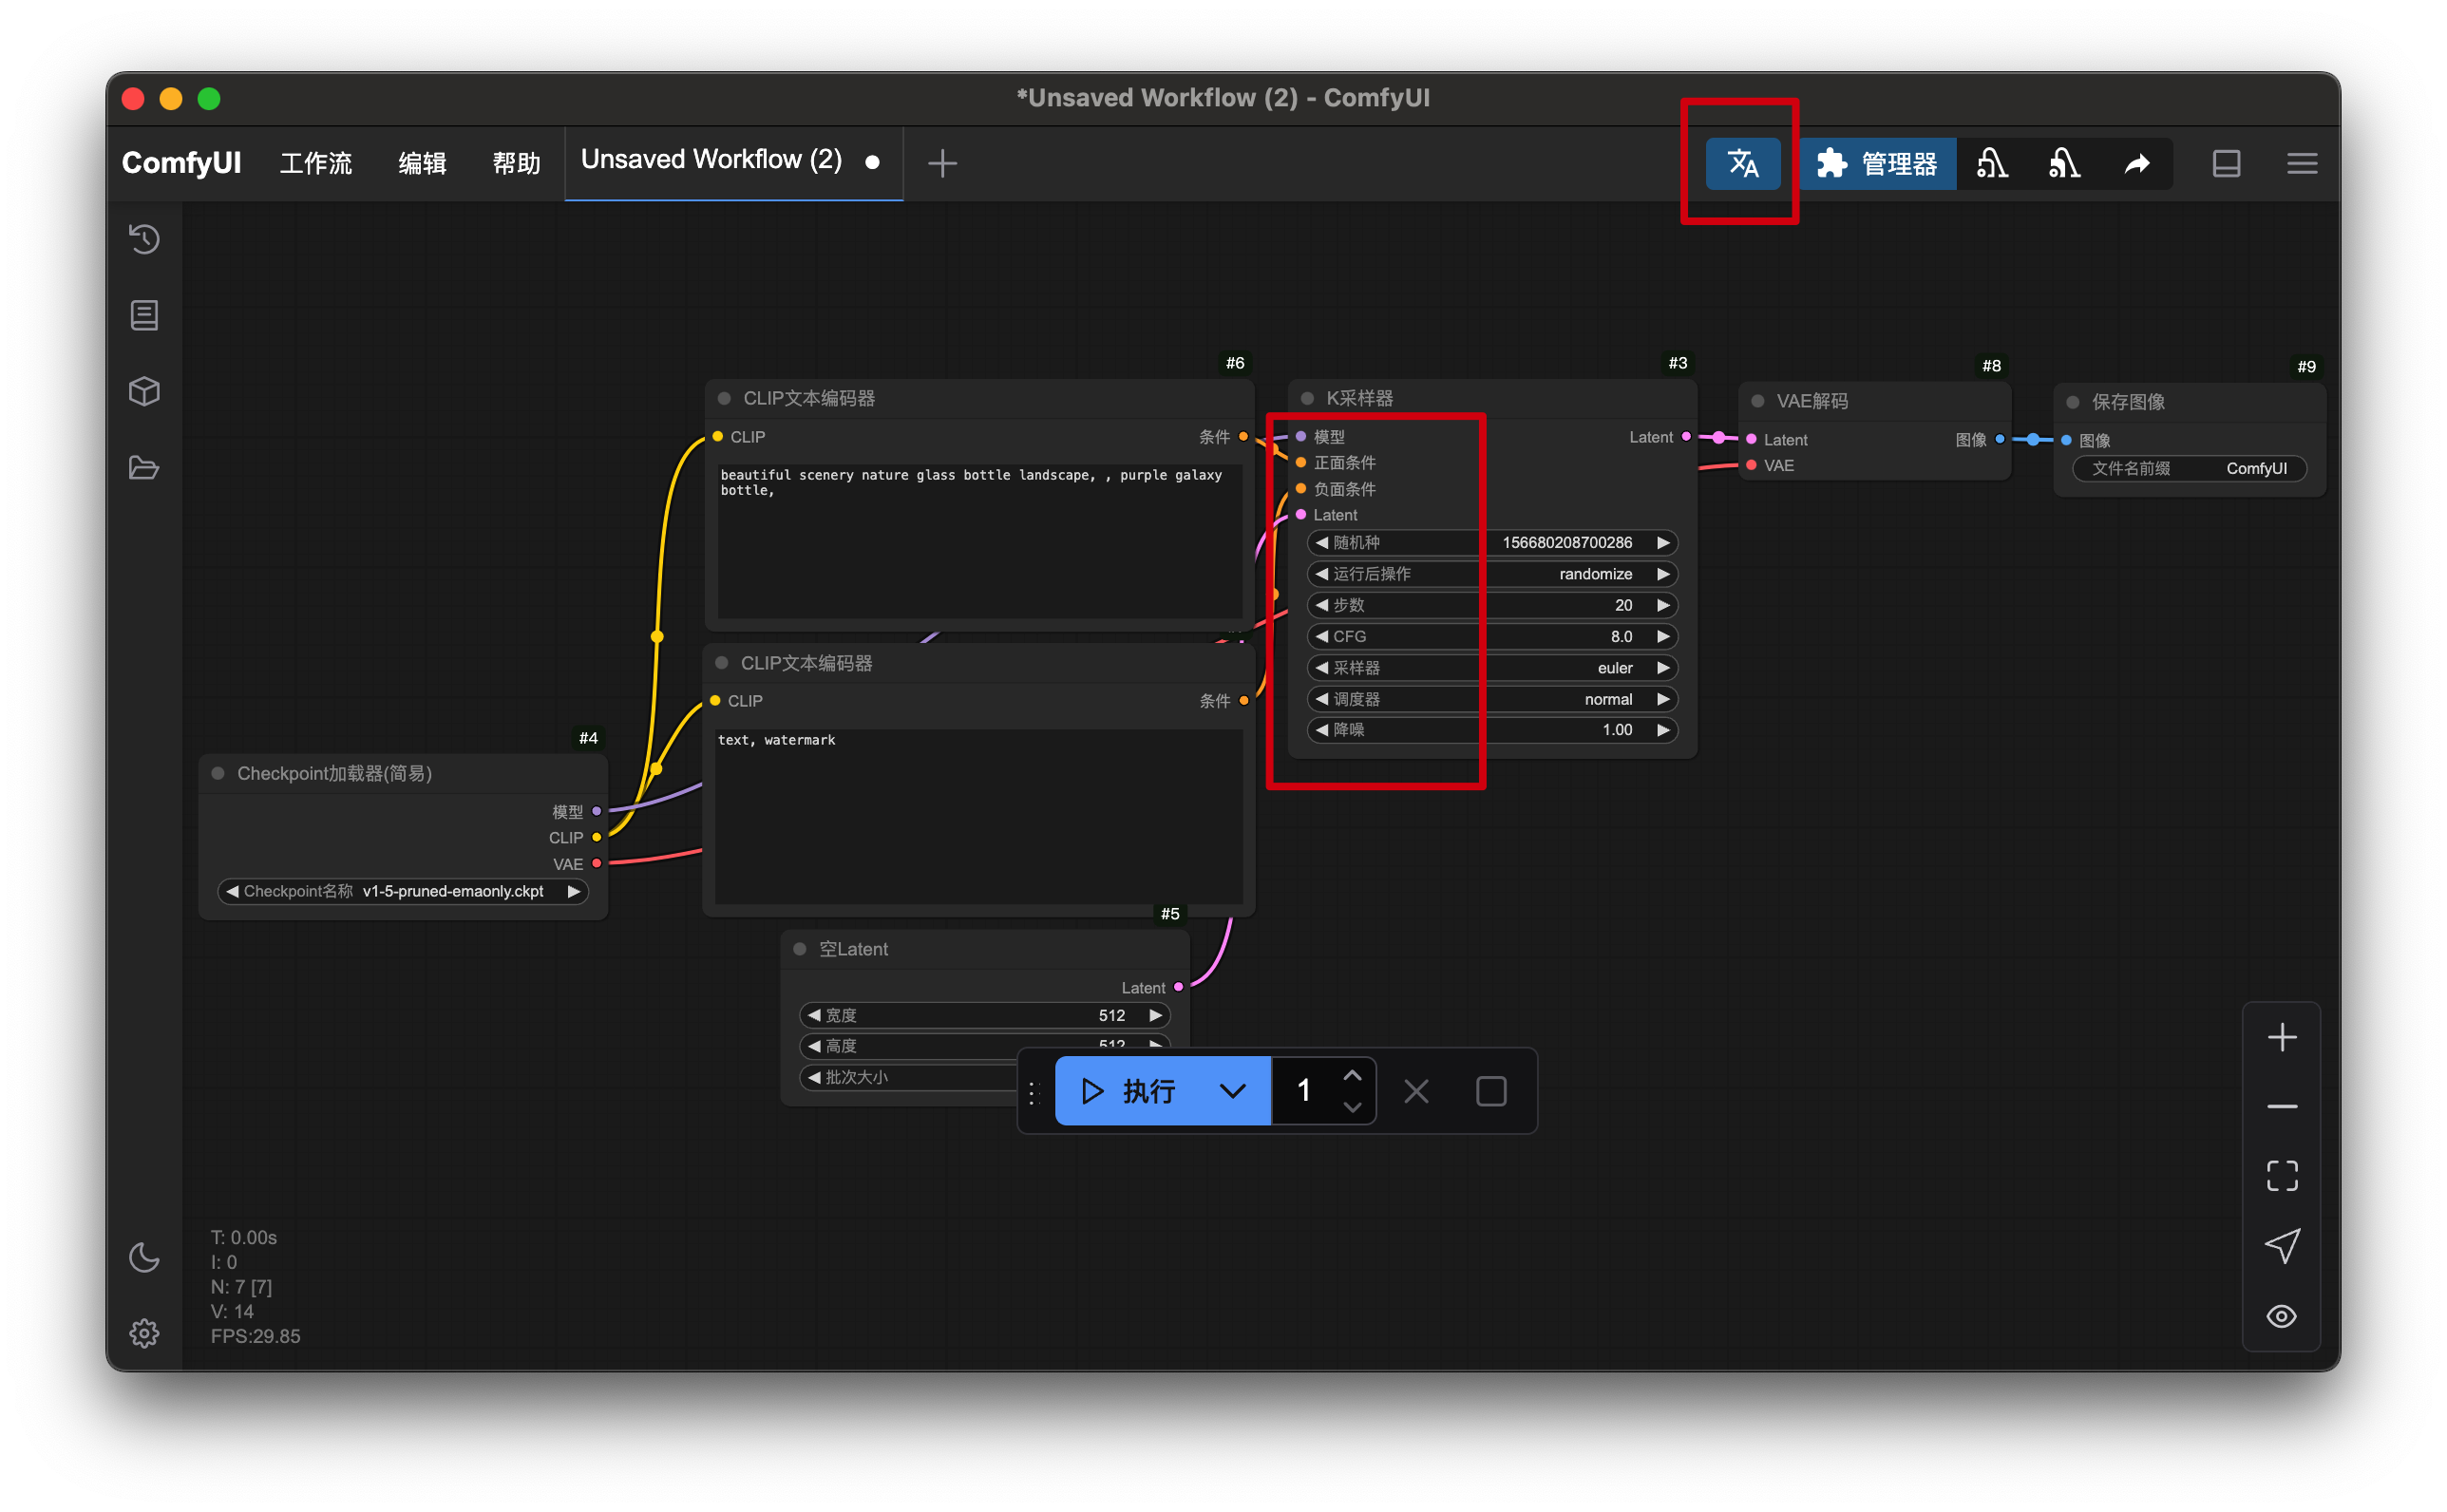 *Unsaved Workflow (2) - ComfyUI
ComfyUI 工作流 编辑 帮助 Unsaved Workflow (2) 管理器
#6
CLIP文本编码器
CLIP 条件
beautiful scenery nature glass bottle landscape, , purple galaxy
bottle,
#3
K采样器
模型 Latent
正面条件
负面条件
Latent
随机种 156680208700286
运行后操作 randomize
步数 20
CFG 8.0
采样器 euler
调度器 normal
降噪 1.00
#8
VAE解码
Latent 图像
VAE
#9
保存图像
图像
文件名前缀 ComfyUI
CLIP文本编码器
CLIP 条件
text, watermark
#4
Checkpoint加载器(简易)
模型
CLIP
VAE
Checkpoint名称 v1-5-pruned-emaonly.ckpt
#5
空Latent
Latent
宽度 512
高度 512
批次大小
执行 1
T: 0.00s
I: 0
N: 7 [7]
V: 14
FPS:29.85